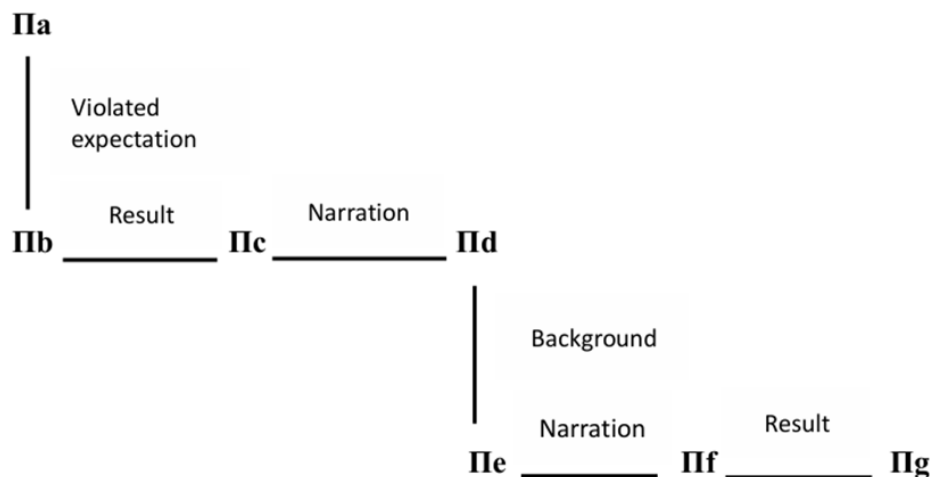 Πa
Violated
expectation
Result
Narration
Πb
Πc
Πd
Background
Narration
Result
Πe
Πf
Πg